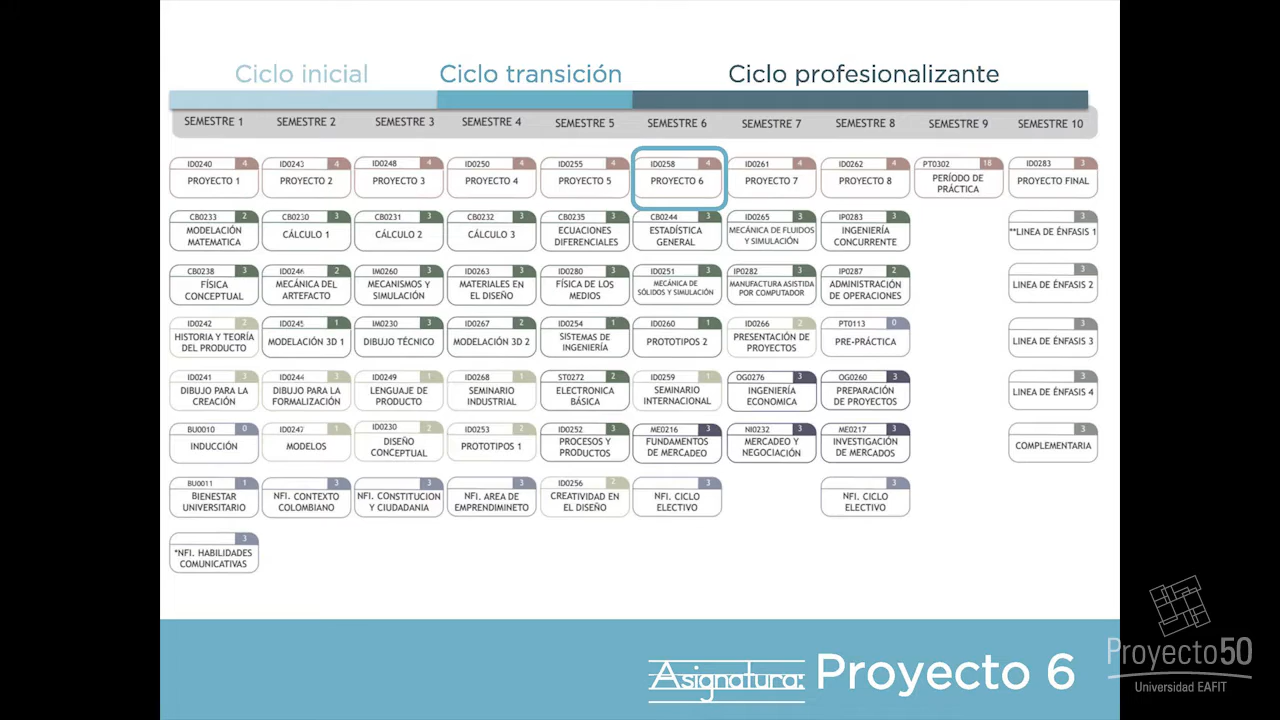 Ciclo inicial
Ciclo transición
Ciclo profesionalizante
SEMESTRE 1
SEMESTRE 2
SEMESTRE 3
SEMESTRE 4
SEMESTRE 5
SEMESTRE 6
SEMESTRE 7
SEMESTRE 8
SEMESTRE 9
SEMESTRE 10
ID0240 4
PROYECTO 1
ID0243 4
PROYECTO 2
ID0248 4
PROYECTO 3
ID0250 4
PROYECTO 4
ID0255 4
PROYECTO 5
ID0258 4
PROYECTO 6
ID0261 4
PROYECTO 7
ID0262 4
PROYECTO 8
PT0302 18
PERÍODO DE
PRÁCTICA
ID0283 3
PROYECTO FINAL
CB0233 2
MODELACIÓN
MATEMATICA
CB0230 3
CÁLCULO 1
CB0231 3
CÁLCULO 2
CB0232 3
CÁLCULO 3
CB0235 3
ECUACIONES
DIFERENCIALES
CB0244 3
ESTADÍSTICA
GENERAL
ID0265 3
MECÁNICA DE FLUIDOS
Y SIMULACIÓN
IP0283 3
INGENIERÍA
CONCURRENTE
3
**LINEA DE ÉNFASIS 1
CB0238 3
FÍSICA
CONCEPTUAL
ID0246 2
MECÁNICA DEL
ARTEFACTO
IM0260 3
MECANISMOS Y
SIMULACIÓN
ID0263 3
MATERIALES EN
EL DISEÑO
ID0280 3
FÍSICA DE LOS
MEDIOS
ID0251 3
MECÁNICA DE
SÓLIDOS Y SIMULACIÓN
IP0282 3
MANUFACTURA ASISTIDA
POR COMPUTADOR
IP0287 2
ADMINISTRACIÓN
DE OPERACIONES
3
LINEA DE ÉNFASIS 2
ID0242 2
HISTORIA Y TEORÍA
DEL PRODUCTO
ID0245 1
MODELACIÓN 3D 1
IM0230 3
DIBUJO TÉCNICO
ID0267 2
MODELACIÓN 3D 2
ID0254 1
SISTEMAS DE
INGENIERÍA
ID0260 1
PROTOTIPOS 2
ID0266 2
PRESENTACIÓN DE
PROYECTOS
PT0113 0
PRE-PRÁCTICA
3
LINEA DE ÉNFASIS 3
ID0241 3
DIBUJO PARA LA
CREACIÓN
ID0244 3
DIBUJO PARA LA
FORMALIZACIÓN
ID0249 1
LENGUAJE DE
PRODUCTO
ID0268 1
SEMINARIO
INDUSTRIAL
ST0272 2
ELECTRONICA
BÁSICA
ID0259 1
SEMINARIO
INTERNACIONAL
OG0276 3
INGENIERÍA
ECONOMICA
OG0260 3
PREPARACIÓN
DE PROYECTOS
3
LINEA DE ÉNFASIS 4
BU0010 0
INDUCCIÓN
ID0247 1
MODELOS
ID0230 2
DISEÑO
CONCEPTUAL
ID0253 2
PROTOTIPOS 1
ID0252 3
PROCESOS Y
PRODUCTOS
ME0216 3
FUNDAMENTOS
DE MERCADEO
NI0232 3
MERCADEO Y
NEGOCIACIÓN
ME0217 3
INVESTIGACIÓN
DE MERCADOS
3
COMPLEMENTARIA
BU0011 1
BIENESTAR
UNIVERSITARIO
3
NFI. CONTEXTO
COLOMBIANO
3
NFI. CONSTITUCION
Y CIUDADANIA
3
NFI. AREA DE
EMPRENDIMINETO
ID0256 2
CREATIVIDAD EN
EL DISEÑO
3
NFI. CICLO
ELECTIVO
3
NFI. CICLO
ELECTIVO
3
*NFI. HABILIDADES
COMUNICATIVAS
Asignatura: Proyecto 6
Proyecto50
Universidad EAFIT